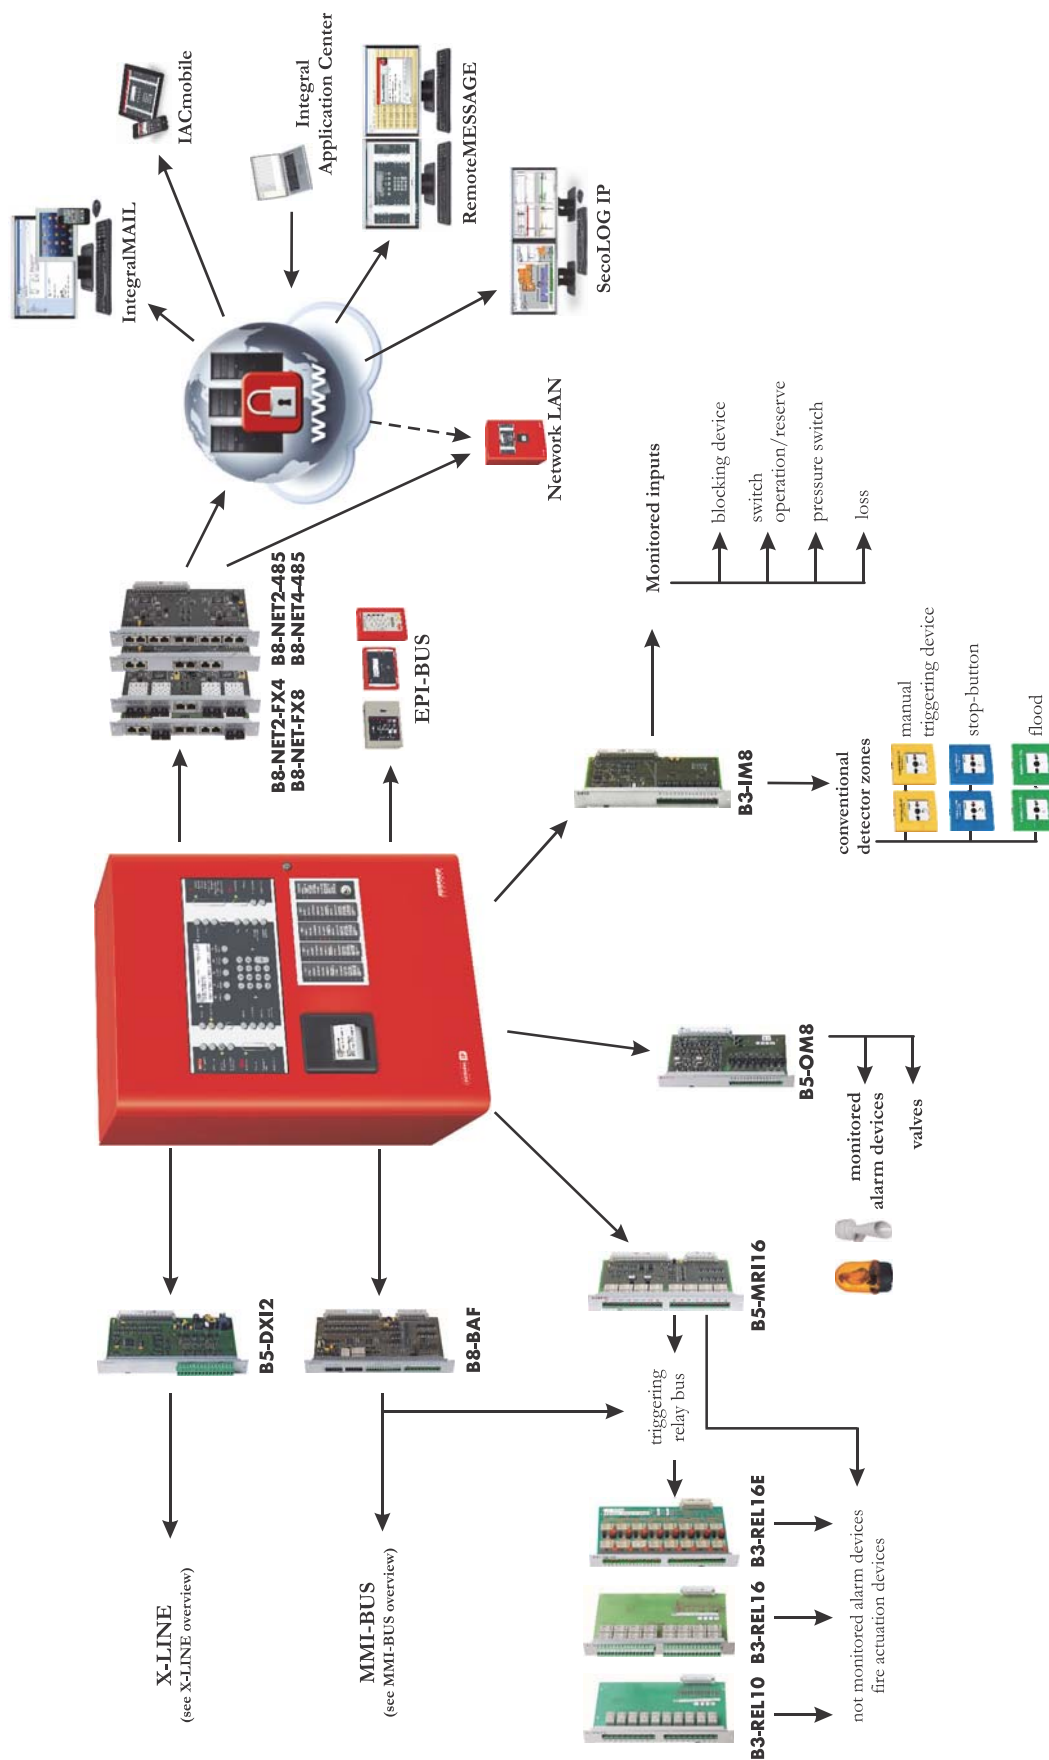 X-LINE
(see X-LINE overview)
B5-DXI2
MMI-BUS
(see MMI-BUS overview)
B8-BAF
B8-NET2-FX4
B8-NET-FX8
B8-NET2-485
B8-NET4-485
EPI-BUS
IntegralMAIL
IACmobile
Integral
Application Center
RemoteMESSAGE
SecoLOG IP
WWW
Network LAN
B3-REL10
B3-REL16
B3-REL16E
triggering
relay bus
B5-MRI16
not monitored alarm devices
fire actuation devices
B5-OM8
monitored
alarm devices
valves
B3-IM8
conventional
detector zones
manual
triggering device
stop-button
flood
Monitored inputs
blocking device
switch
operation/reserve
pressure switch
loss